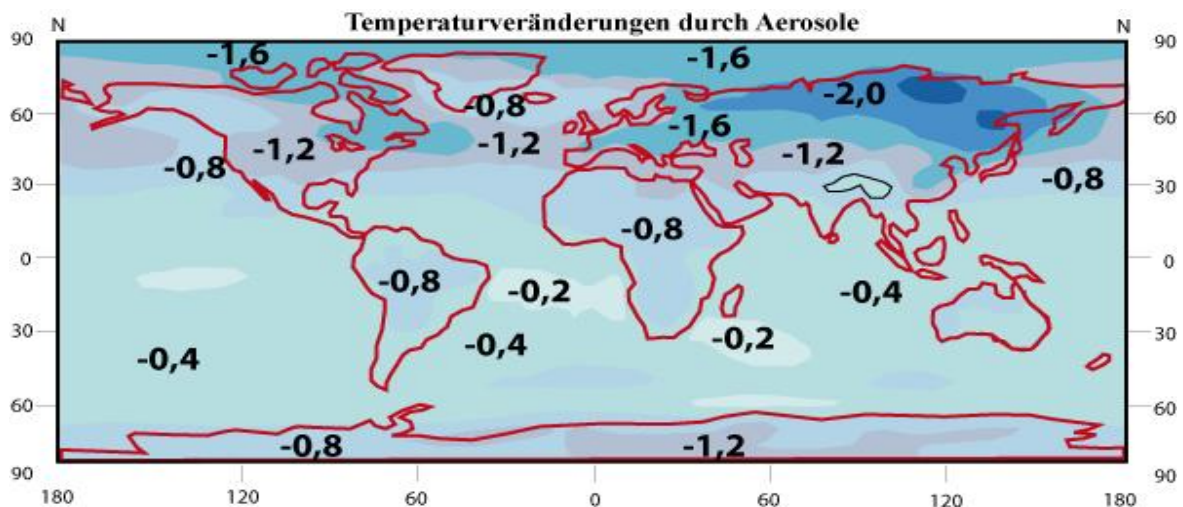 N Temperaturveränderungen durch Aerosole N
90 -1,6 -1,6 90
-2,0
-0,8
60 -1,6 60
-1,2 -1,2 -1,2
-0,8 -0,8
30 30
-0,8
0 0
-0,8 -0,2 -0,4
30 -0,2 30
-0,4 -0,4
60 60
-0,8 -1,2
90 90
180 120 60 0 60 120 180